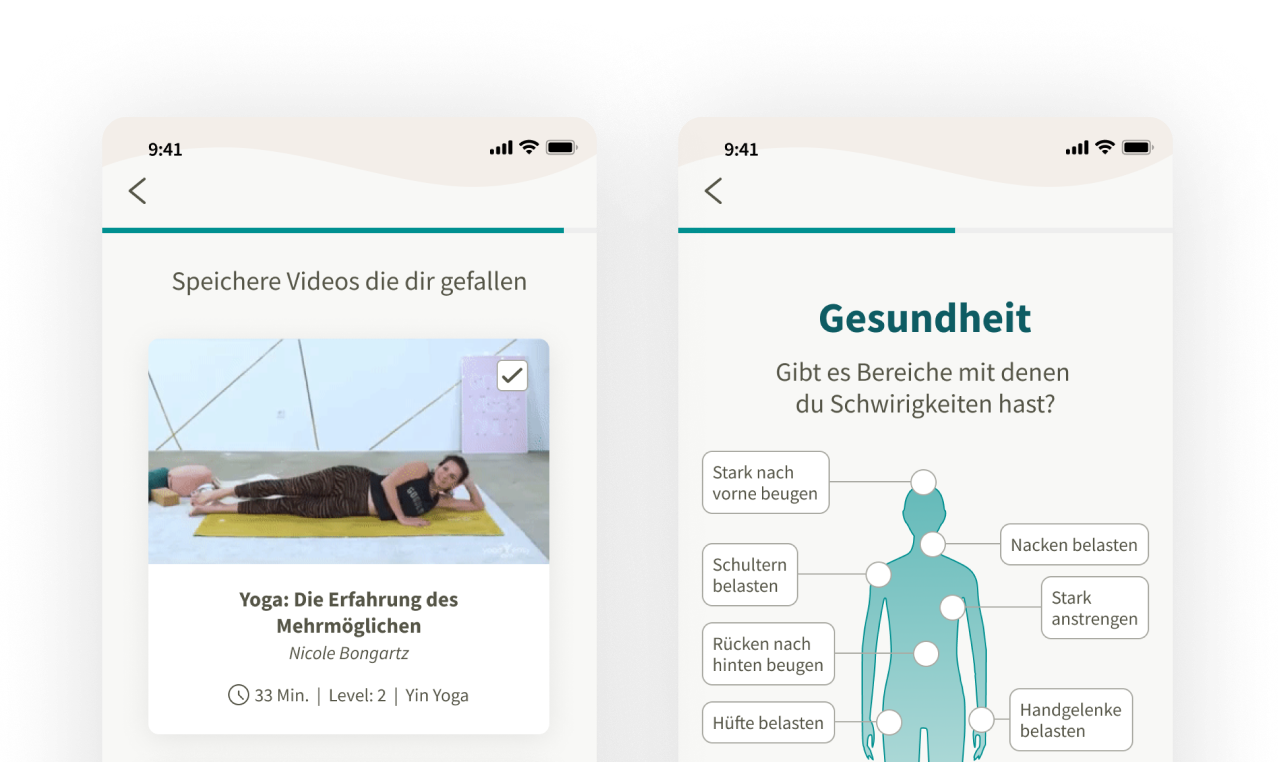 9:41
Speichere Videos die dir gefallen
Yoga: Die Erfahrung des
Mehrmöglichen
Nicole Bongartz
33 Min. | Level: 2 | Yin Yoga
9:41
Gesundheit
Gibt es Bereiche mit denen
du Schwirigkeiten hast?
Stark nach
vorne beugen
Nacken belasten
Schultern
belasten
Stark
anstrengen
Rücken nach
hinten beugen
Handgelenke
belasten
Hüfte belasten